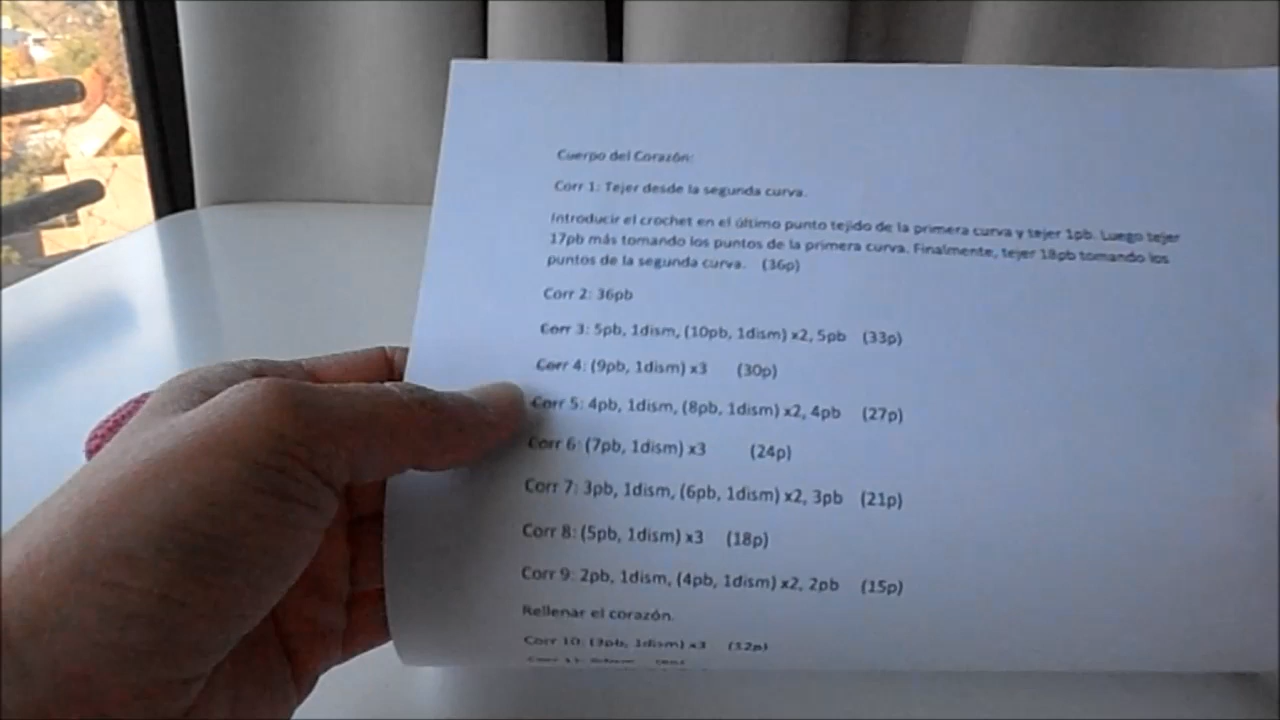 Cuerpo del Corazón:
Corr 1: Tejer desde la segunda curva.
Introducir el crochet en el último punto tejido de la primera curva y tejer 1pb. Luego tejer
17pb más tomando los puntos de la primera curva. Finalmente, tejer 18pb tomando los
puntos de la segunda curva. (36p)
Corr 2: 36pb
Corr 3: 5pb, 1dism, (10pb, 1dism) x2, 5pb (33p)
Corr 4: (9pb, 1dism) x3 (30p)
Corr 5: 4pb, 1dism, (8pb, 1dism) x2, 4pb (27p)
Corr 6: (7pb, 1dism) x3 (24p)
Corr 7: 3pb, 1dism, (6pb, 1dism) x2, 3pb (21p)
Corr 8: (5pb, 1dism) x3 (18p)
Corr 9: 2pb, 1dism, (4pb, 1dism) x2, 2pb (15p)
Rellenar el corazón.
Corr 10: (3pb, 1dism) x3 (12p)